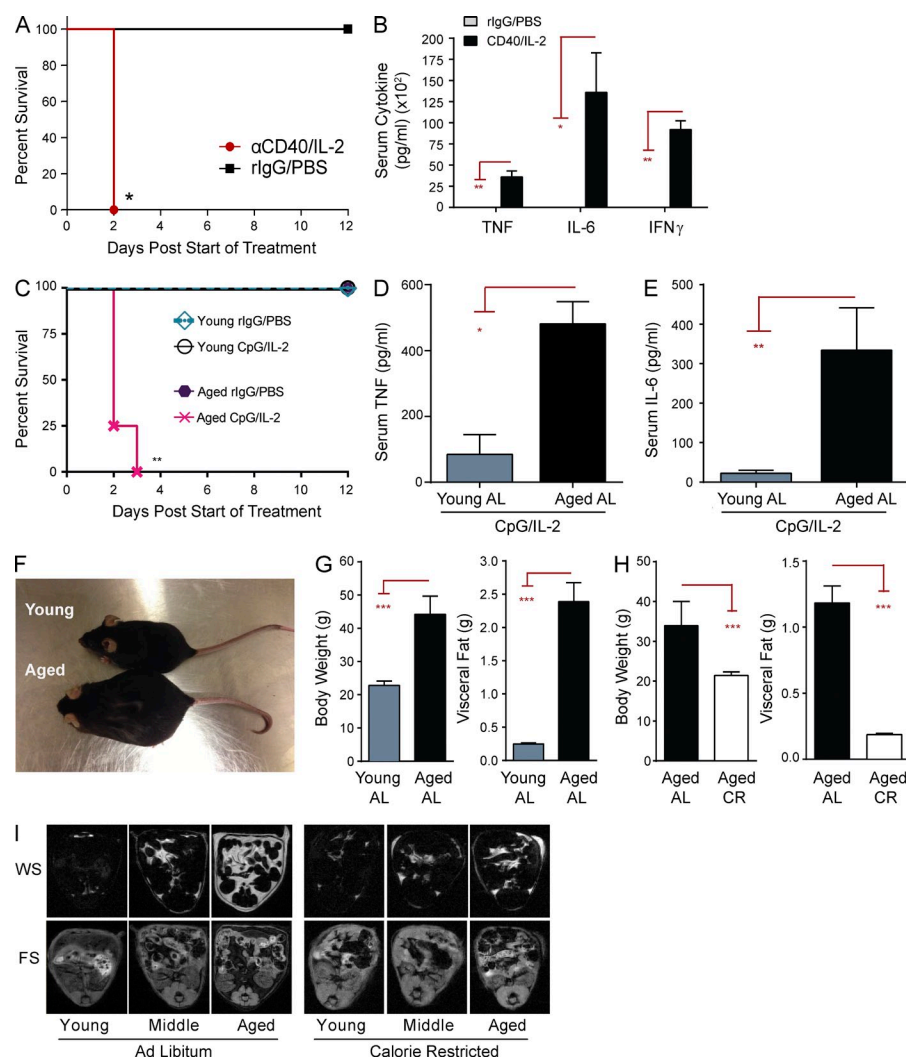 A
100
75
50
25
0
Percent Survival
αCD40/IL-2
rIgG/PBS
*
0 2 4 6 8 10 12
Days Post Start of Treatment
B
rIgG/PBS
CD40/IL-2
200
175
150
125
100
75
50
25
0
Serum Cytokine
(pg/ml) (x10²)
**
*
**
TNF IL-6 IFNγ
C
100
75
50
25
0
Percent Survival
Young rIgG/PBS
Young CpG/IL-2
Aged rIgG/PBS
Aged CpG/IL-2
**
0 2 4 6 8 10 12
Days Post Start of Treatment
D
600
400
200
0
Serum TNF (pg/ml)
*
Young AL Aged AL
CpG/IL-2
E
500
400
300
200
100
0
Serum IL-6 (pg/ml)
**
Young AL Aged AL
CpG/IL-2
F
Young
Aged
G
60
50
40
30
20
10
0
Body Weight (g)
***
Young Aged
AL AL
3.0
2.4
1.8
1.2
0.6
0.0
Visceral Fat (g)
***
Young Aged
AL AL
H
50
40
30
20
10
0
Body Weight (g)
***
Aged Aged
AL CR
1.5
1.0
0.5
0.0
Visceral Fat (g)
***
Aged Aged
AL CR
I
WS
FS
Young Middle Aged
Ad Libitum
Young Middle Aged
Calorie Restricted